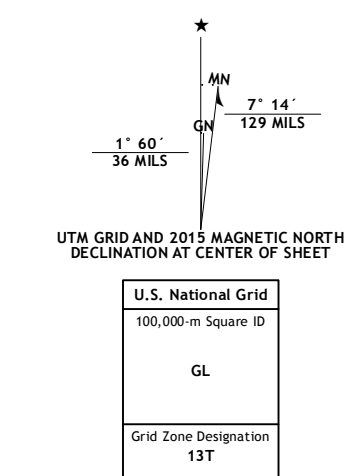 ★
MN
7° 14´
129 MILS
GN
1° 60´
36 MILS
UTM GRID AND 2015 MAGNETIC NORTH
DECLINATION AT CENTER OF SHEET
U.S. National Grid
100,000-m Square ID
GL
Grid Zone Designation
13T